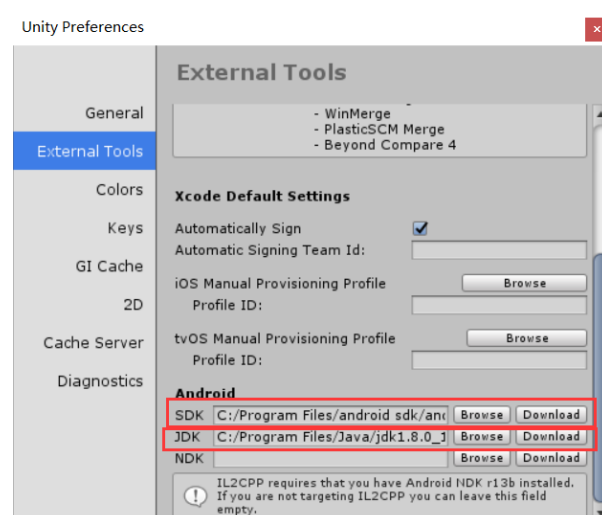 Unity Preferences
External Tools
General
External Tools
Colors
Keys
GI Cache
2D
Cache Server
Diagnostics
- WinMerge
- PlasticSCM Merge
- Beyond Compare 4
Xcode Default Settings
Automatically Sign
Automatic Signing Team Id:
iOS Manual Provisioning Profile Browse
Profile ID:
tvOS Manual Provisioning Profile Browse
Profile ID:
Android
SDK C:/Program Files/android sdk/and Browse Download
JDK C:/Program Files/Java/jdk1.8.0_1 Browse Download
NDK Browse Download
IL2CPP requires that you have Android NDK r13b installed.
If you are not targeting IL2CPP you can leave this field
empty.